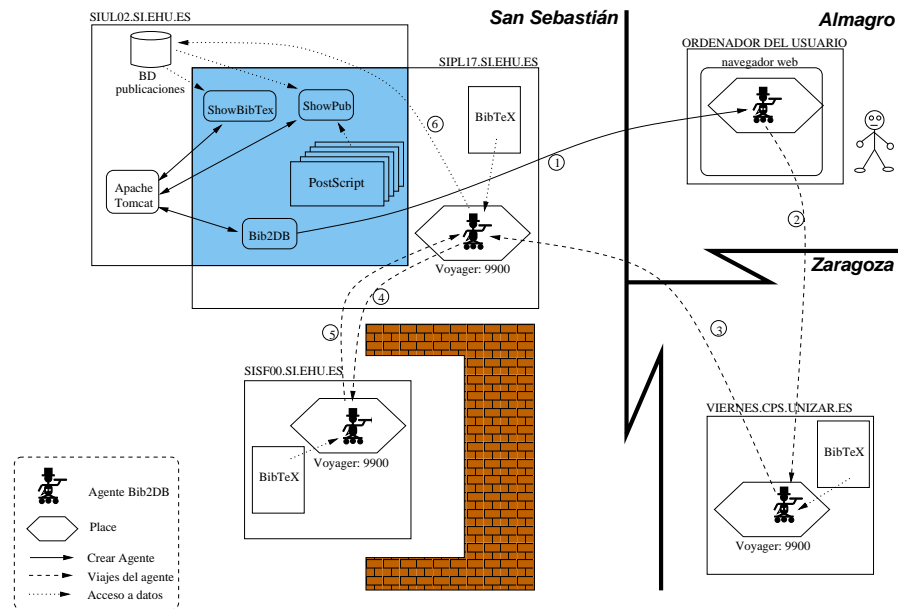 SIUL02.SI.EHU.ES
San Sebastián
Almagro
ORDENADOR DEL USUARIO
navegador web
SIPL17.SI.EHU.ES
BD
publicaciones
ShowBibTex
ShowPub
BibTeX
6
1
PostScript
Apache
Tomcat
Bib2DB
Voyager: 9900
2
Zaragoza
4
5
3
SISF00.SI.EHU.ES
VIERNES.CPS.UNIZAR.ES
BibTeX
Voyager: 9900
BibTeX
Voyager: 9900
Agente Bib2DB
Place
Crear Agente
Viajes del agente
Acceso a datos